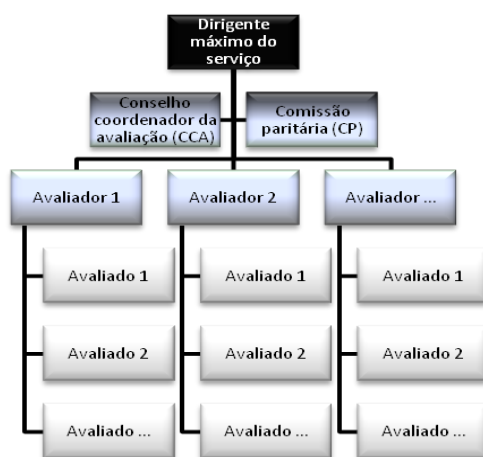 Dirigente
máximo do
serviço
Conselho
coordenador da
avaliação (CCA)
Comissão
paritária (CP)
Avaliador 1
Avaliador 2
Avaliador ...
Avaliado 1
Avaliado 1
Avaliado 1
Avaliado 2
Avaliado 2
Avaliado 2
Avaliado ...
Avaliado ...
Avaliado ...